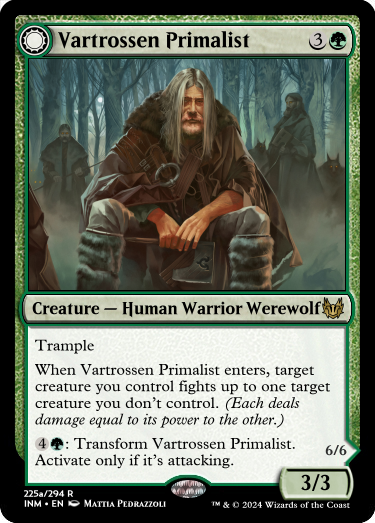 Vartrossen Primalist 3
Creature — Human Warrior Werewolf
Trample
When Vartrossen Primalist enters, target
creature you control fights up to one target
creature you don't control. (Each deals
damage equal to its power to the other.)
4: Transform Vartrossen Primalist.
Activate only if it's attacking.
6/6
3/3
225a/294 R
INM • EN Mattia Pedrazzoli
™ & © 2024 Wizards of the Coast